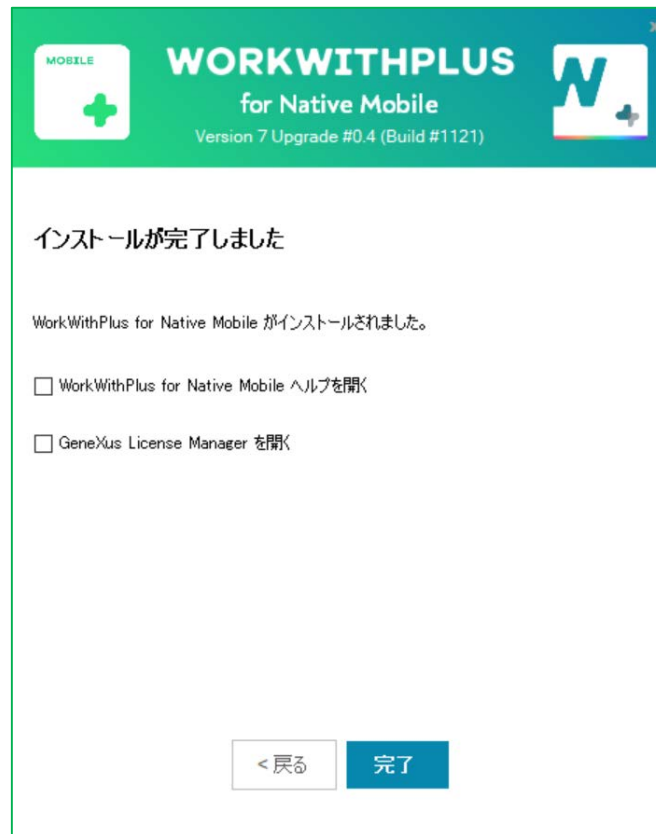 MOBILE
WORKWITHPLUS
for Native Mobile
Version 7 Upgrade #0.4 (Build #1121)
インストールが完了しました
WorkWithPlus for Native Mobile がインストールされました。
WorkWithPlus for Native Mobile ヘルプを開く
GeneXus License Manager を開く
<戻る
完了